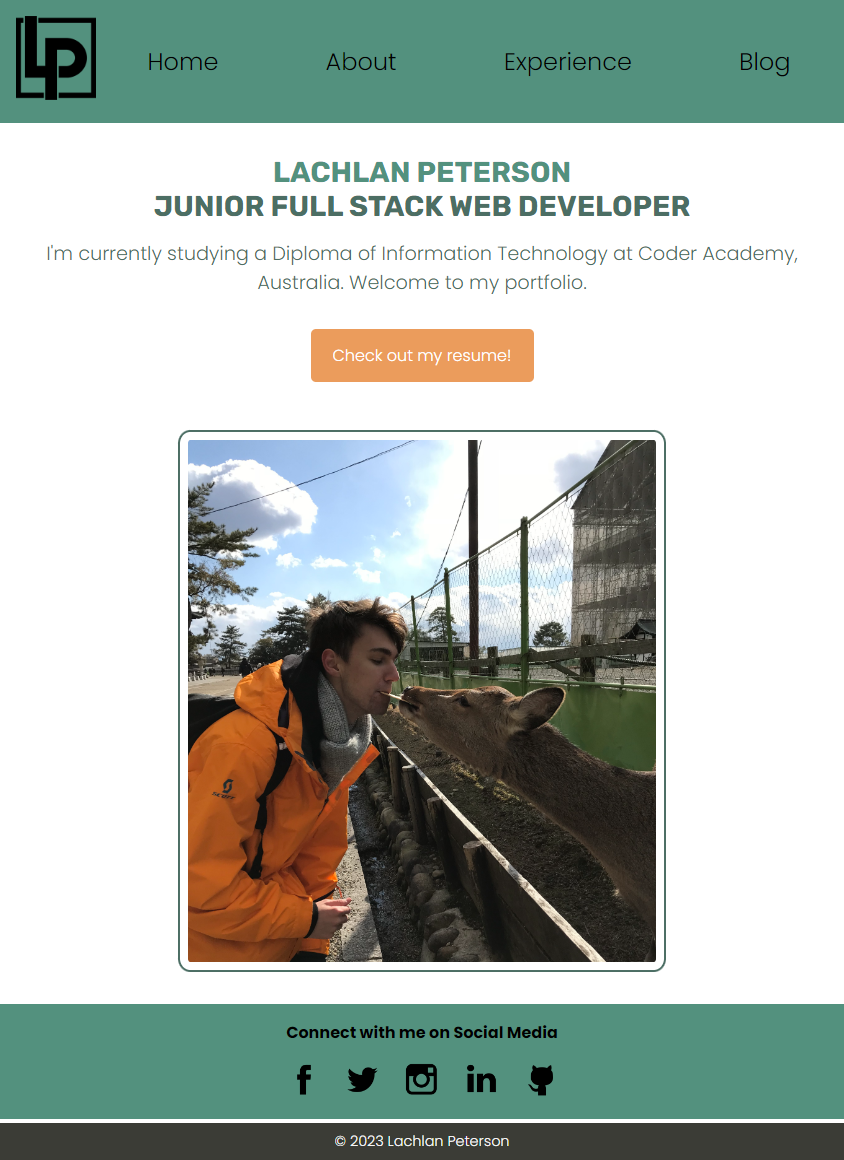 LP
Home About Experience Blog
LACHLAN PETERSON
JUNIOR FULL STACK WEB DEVELOPER
I'm currently studying a Diploma of Information Technology at Coder Academy,
Australia. Welcome to my portfolio.
Check out my resume!
SCOTT
Connect with me on Social Media
© 2023 Lachlan Peterson